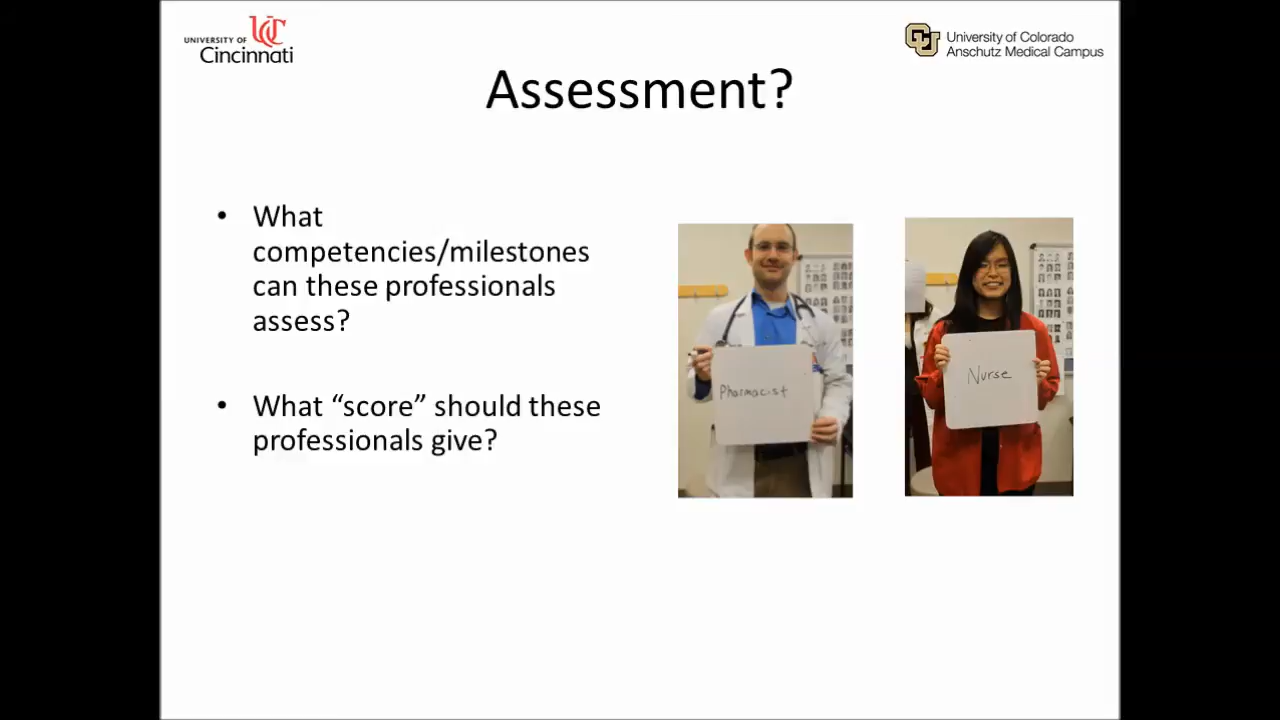 UNIVERSITY OF
Cincinnati
University of Colorado
Anschutz Medical Campus
Assessment?
• What
competencies/milestones
can these professionals
assess?
• What “score” should these
professionals give?
Pharmacist
Nurse